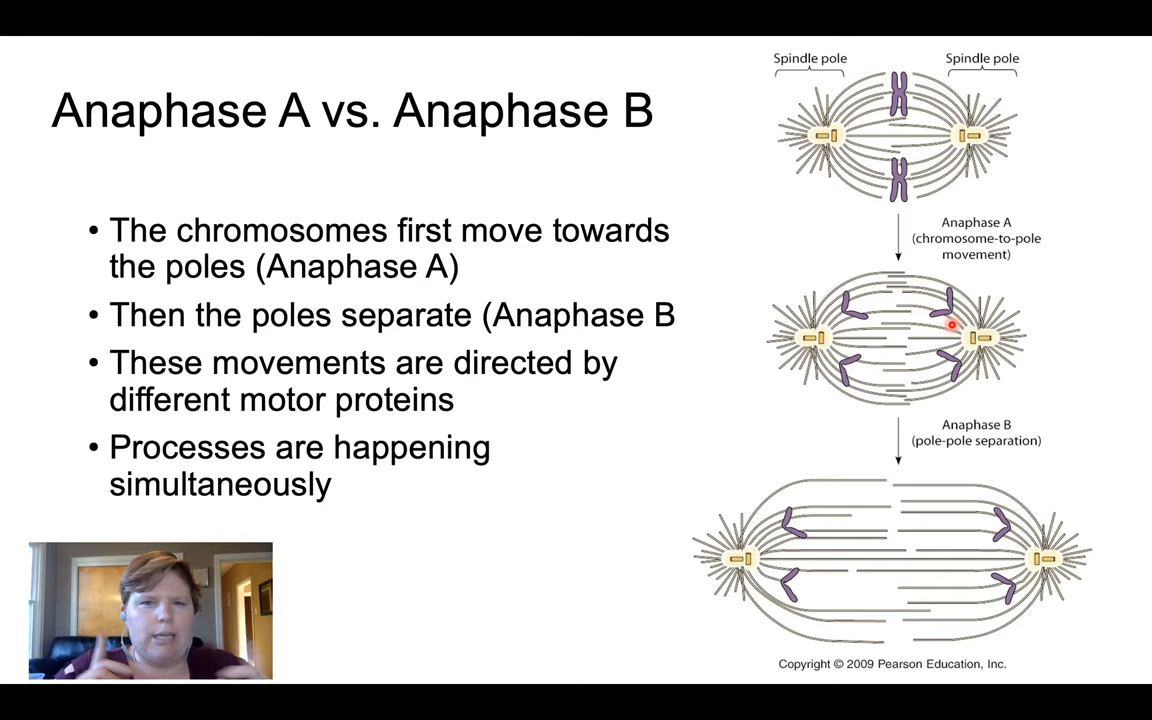 Anaphase A vs. Anaphase B
• The chromosomes first move towards
the poles (Anaphase A)
• Then the poles separate (Anaphase B
• These movements are directed by
different motor proteins
• Processes are happening
simultaneously
Spindle pole
Spindle pole
Anaphase A
(chromosome-to-pole
movement)
Anaphase B
(pole-pole separation)
Copyright © 2009 Pearson Education, Inc.